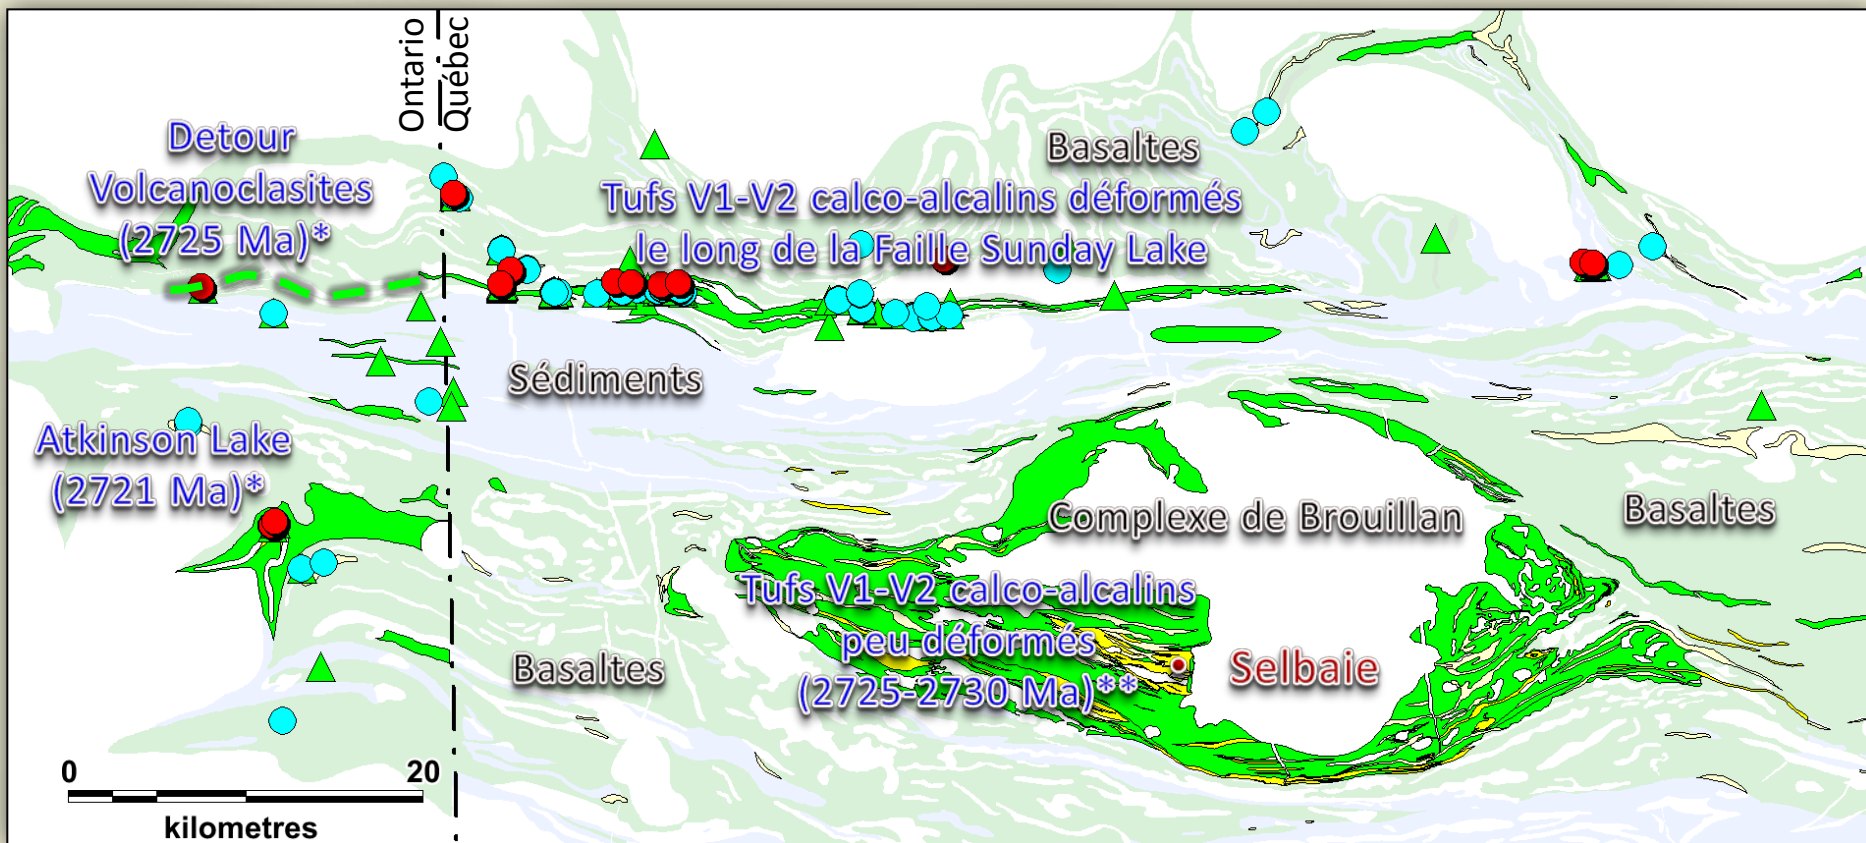 Ontario
Québec
Detour
Volcanoclasites
(2725 Ma)*
Basaltes
Tufs V1-V2 calco-alcalins déformés
le long de la Faille Sunday Lake
Sédiments
Atkinson Lake
(2721 Ma)*
Complexe de Brouillan
Basaltes
Tufs V1-V2 calco-alcalins
peu déformés
(2725-2730 Ma)**
Selbaie
Basaltes
0 20
kilometres